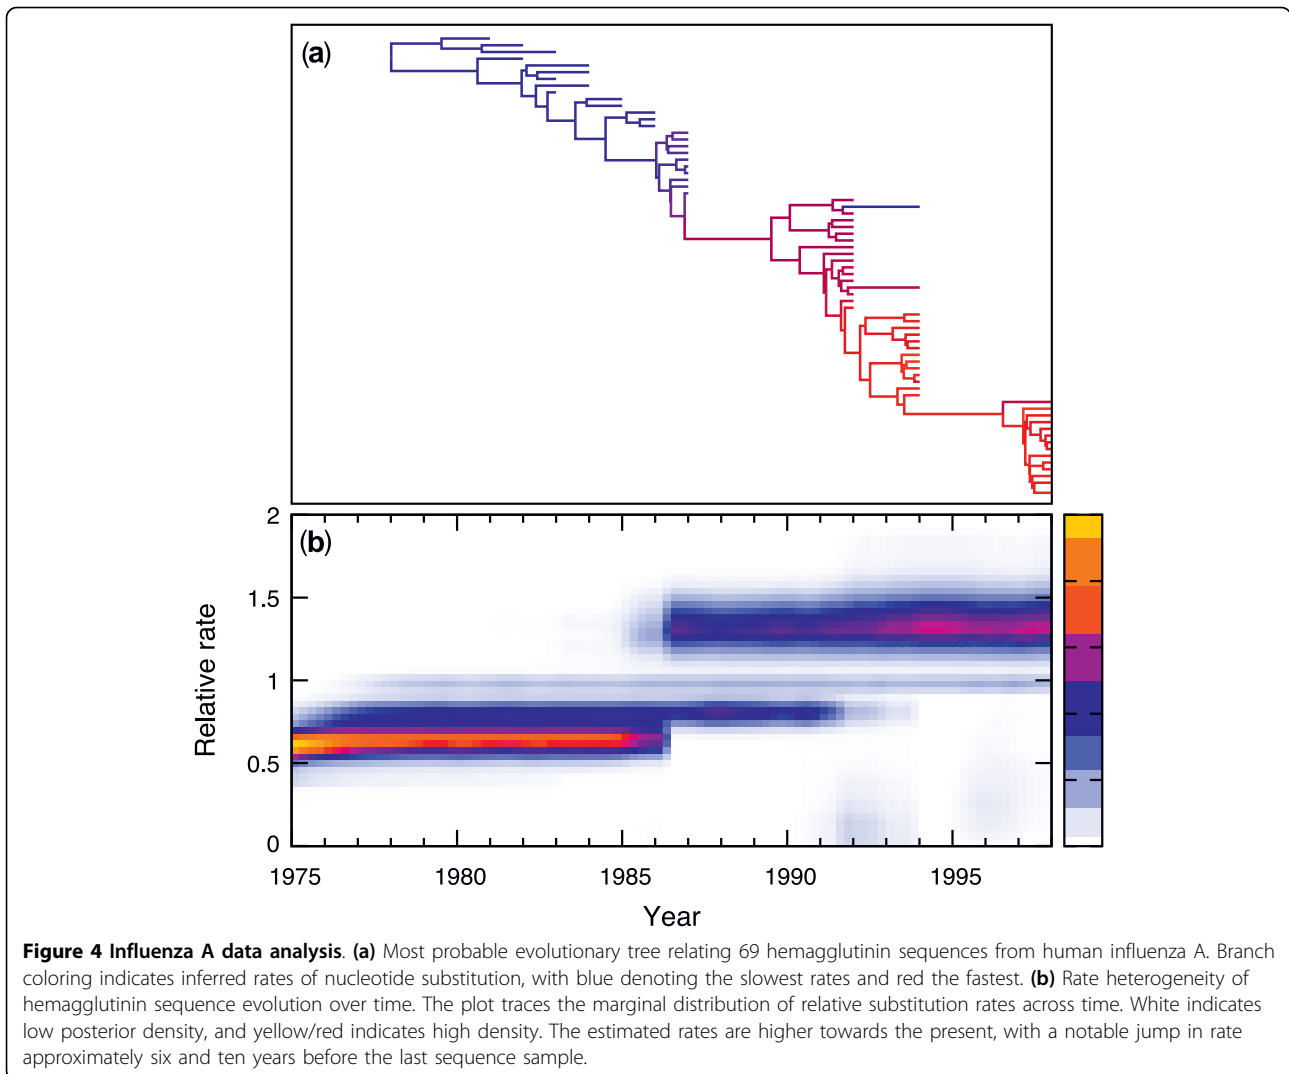 (a)
(b)
2
1.5
1
0.5
0
Relative rate
1975 1980 1985 1990 1995
Year
Figure 4 Influenza A data analysis. (a) Most probable evolutionary tree relating 69 hemagglutinin sequences from human influenza A. Branch
coloring indicates inferred rates of nucleotide substitution, with blue denoting the slowest rates and red the fastest. (b) Rate heterogeneity of
hemagglutinin sequence evolution over time. The plot traces the marginal distribution of relative substitution rates across time. White indicates
low posterior density, and yellow/red indicates high density. The estimated rates are higher towards the present, with a notable jump in rate
approximately six and ten years before the last sequence sample.